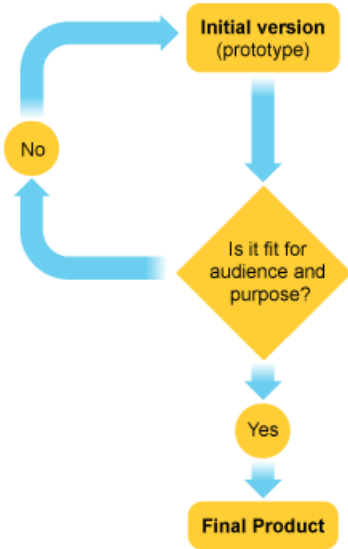 Initial version
(prototype)
No
Is it fit for
audience and
purpose?
Yes
Final Product